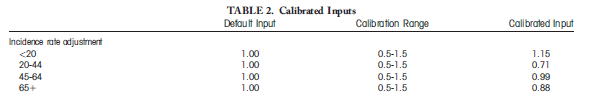 TABLE 2. Calibrated Inputs
Default Input Calibration Range Calibrated Input
Incidence rate adjustment
<20 1.00 0.5-1.5 1.15
20-44 1.00 0.5-1.5 0.71
45-64 1.00 0.5-1.5 0.99
65+ 1.00 0.5-1.5 0.88